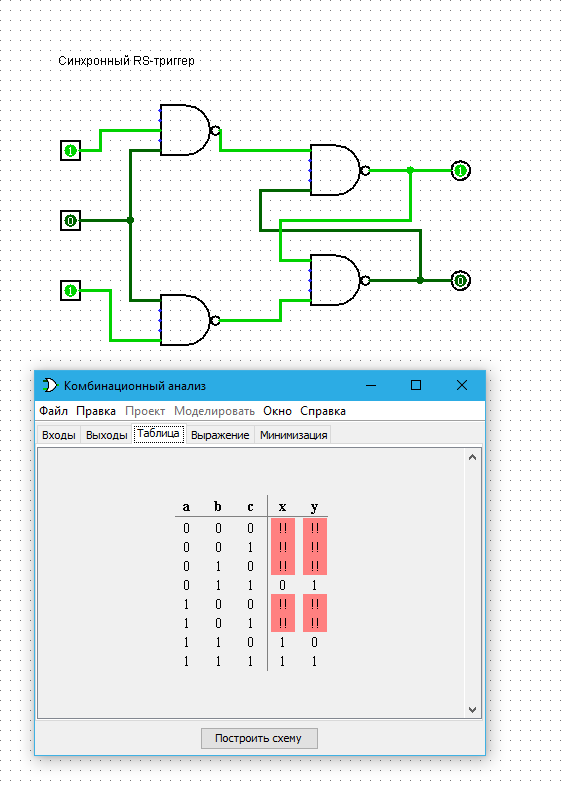 Синхронный RS-триггер
1
1
0
1
0
Комбинационный анализ
Файл Правка Проект Моделировать Окно Справка
Входы Выходы Таблица Выражение Минимизация
a b c x y
0 0 0 !! !!
0 0 1 !! !!
0 1 0 !! !!
0 1 1 0 1
1 0 0 !! !!
1 0 1 !! !!
1 1 0 1 0
1 1 1 1 1
Построить схему